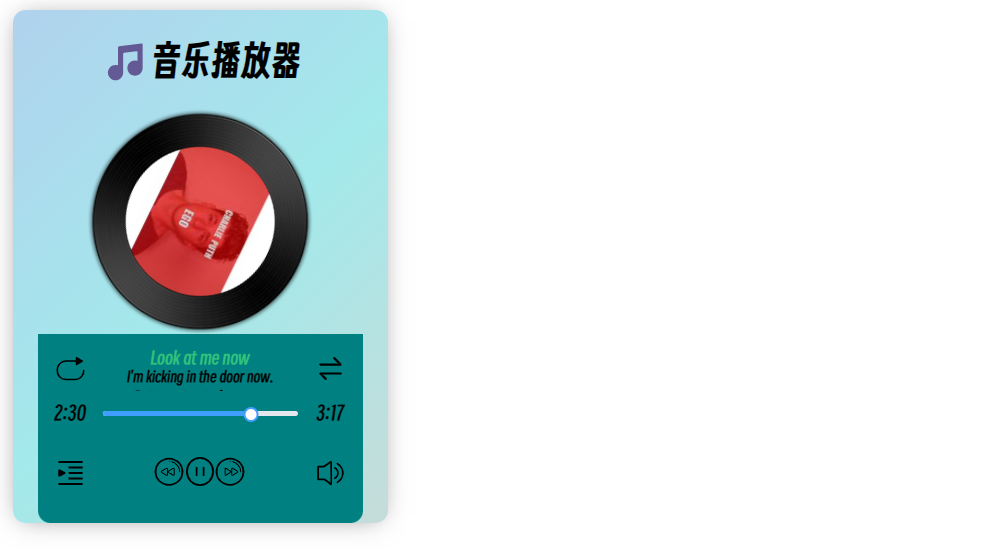 音乐播放器
EGO
CHARLIE PUTH
Look at me now
I'm kicking in the door now.
2:30
3:17